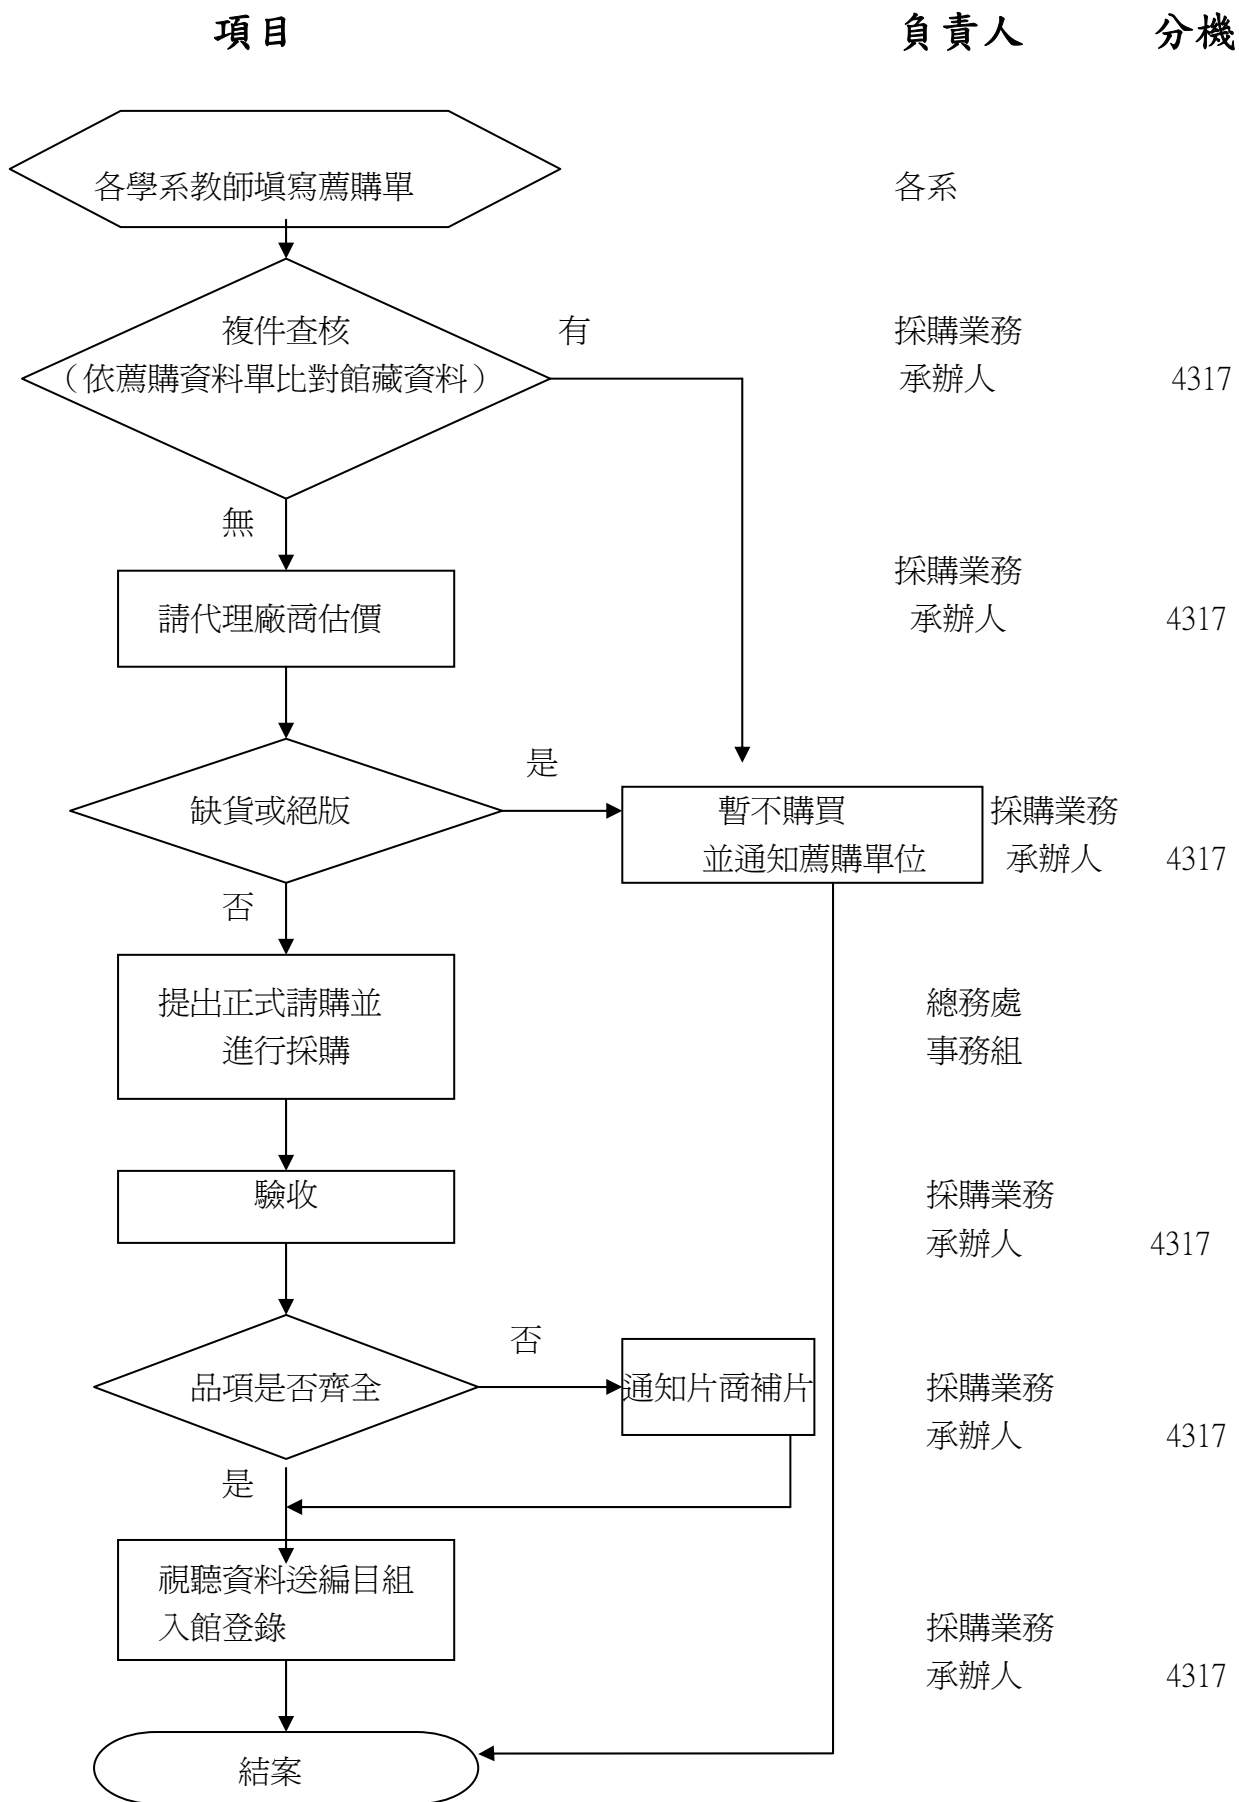 項目 負責人 分機
各學系教師填寫薦購單 各系
複件查核 有 採購業務
（依薦購資料單比對館藏資料） 承辦人 4317
無
採購業務
請代理廠商估價 承辦人 4317
是
缺貨或絕版 暫不購買 採購業務
並通知薦購單位 承辦人 4317
否
提出正式請購並 總務處
進行採購 事務組
驗收 採購業務
承辦人 4317
否
品項是否齊全 通知片商補片 採購業務
承辦人 4317
是
視聽資料送編目組
入館登錄 採購業務
承辦人 4317
結案